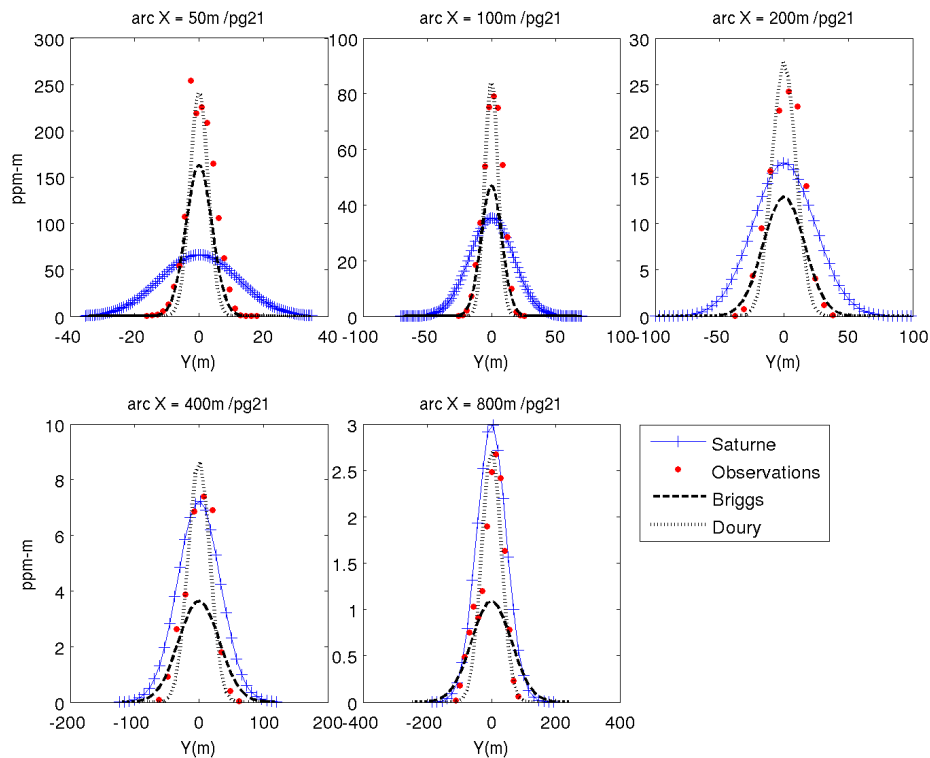 arc X = 50m /pg21
arc X = 100m /pg21
arc X = 200m /pg21
300
250
200
150
100
50
0
ppm-m
-40 -20 0 20 40
Y(m)
100
80
60
40
20
0
-100 -50 0 50 100
Y(m)
30
25
20
15
10
5
0
-100 -50 0 50 100
Y(m)
arc X = 400m /pg21
arc X = 800m /pg21
10
8
6
4
2
0
ppm-m
-200 -100 0 100 200
Y(m)
3
2.5
2
1.5
1
0.5
0
-400 -200 0 200 400
Y(m)
Saturne
Observations
Briggs
Doury